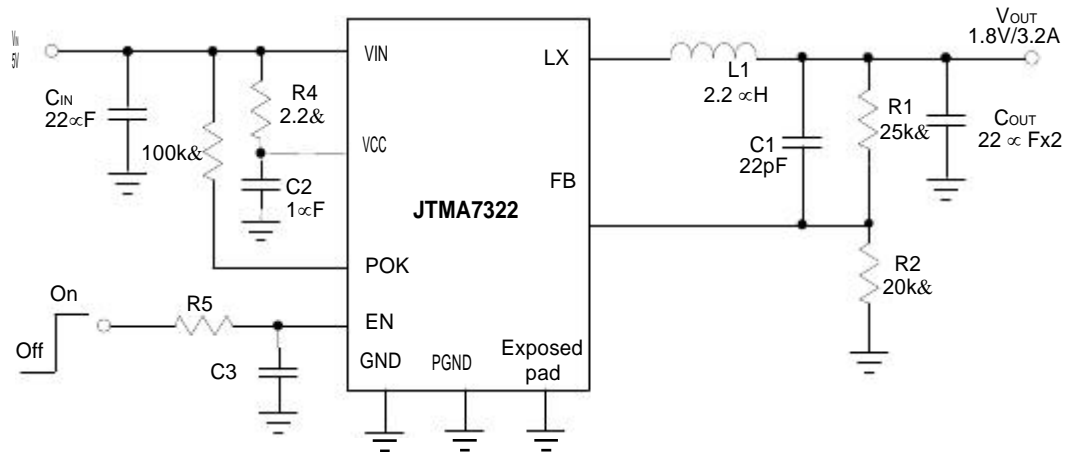 VIN
5V
CIN
22∝F
100k&
R4
2.2&
C2
1∝F
VIN
VCC
POK
EN
GND
PGND
Exposed
pad
JTMA7322
LX
FB
On
Off
R5
C3
L1
2.2 ∝H
C1
22pF
R1
25k&
R2
20k&
VOUT
1.8V/3.2A
COUT
22 ∝ Fx2